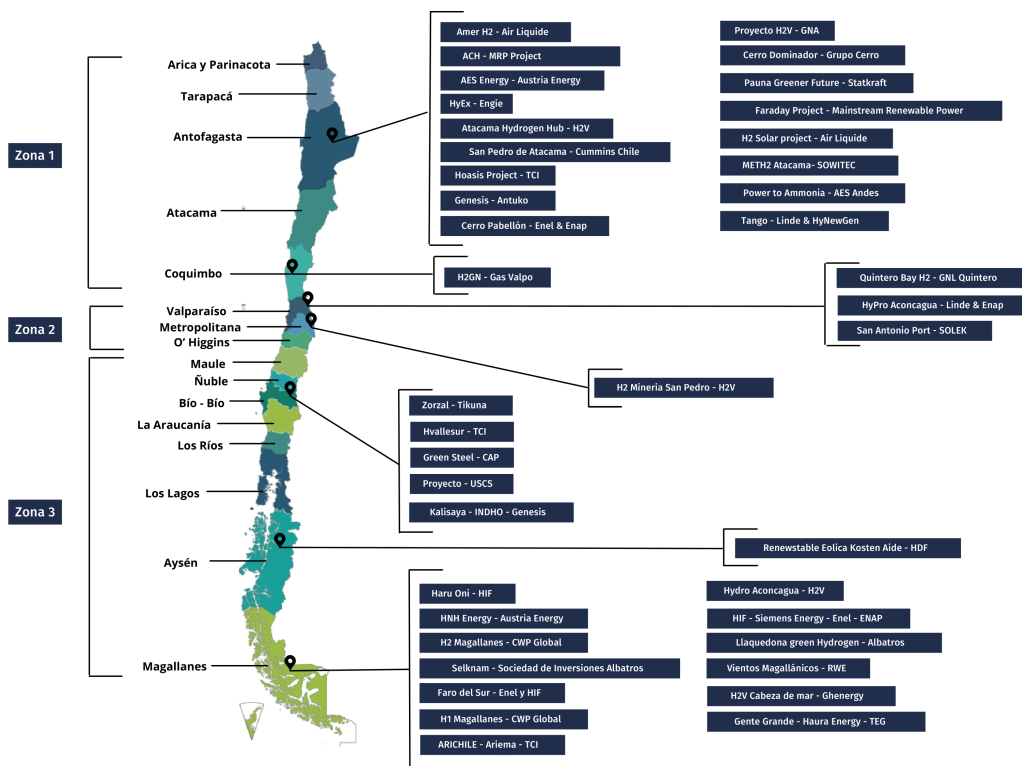 Zona 1
Arica y Parinacota
Tarapacá
Antofagasta
Atacama
Coquimbo
Zona 2
Valparaíso
Metropolitana
O' Higgins
Zona 3
Maule
Ñuble
Bío - Bío
La Araucanía
Los Ríos
Los Lagos
Aysén
Magallanes
Amer H2 - Air Liquide
ACH - MRP Project
AES Energy - Austria Energy
HyEx - Engie
Atacama Hydrogen Hub - H2V
San Pedro de Atacama - Cummins Chile
Hoasis Project - TCI
Genesis - Antuko
Cerro Pabellón - Enel & Enap
Proyecto H2V - GNA
Cerro Dominador - Grupo Cerro
Pauna Greener Future - Statkraft
Faraday Project - Mainstream Renewable Power
H2 Solar project - Air Liquide
METH2 Atacama- SOWITEC
Power to Ammonia - AES Andes
Tango - Linde & HyNewGen
H2GN - Gas Valpo
Quintero Bay H2 - GNL Quintero
HyPro Aconcagua - Linde & Enap
San Antonio Port - SOLEK
H2 Mineria San Pedro - H2V
Zorzal - Tikuna
Hvallesur - TCI
Green Steel - CAP
Proyecto - USCS
Kalisaya - INDHO - Genesis
Renewstable Eolica Kosten Aide - HDF
Haru Oni - HIF
HNH Energy - Austria Energy
H2 Magallanes - CWP Global
Selknam - Sociedad de Inversiones Albatros
Faro del Sur - Enel y HIF
H1 Magallanes - CWP Global
ARICHILE - Ariema - TCI
Hydro Aconcagua - H2V
HIF - Siemens Energy - Enel - ENAP
Llaquedona green Hydrogen - Albatros
Vientos Magallánicos - RWE
H2V Cabeza de mar - Ghenergy
Gente Grande - Haura Energy - TEG